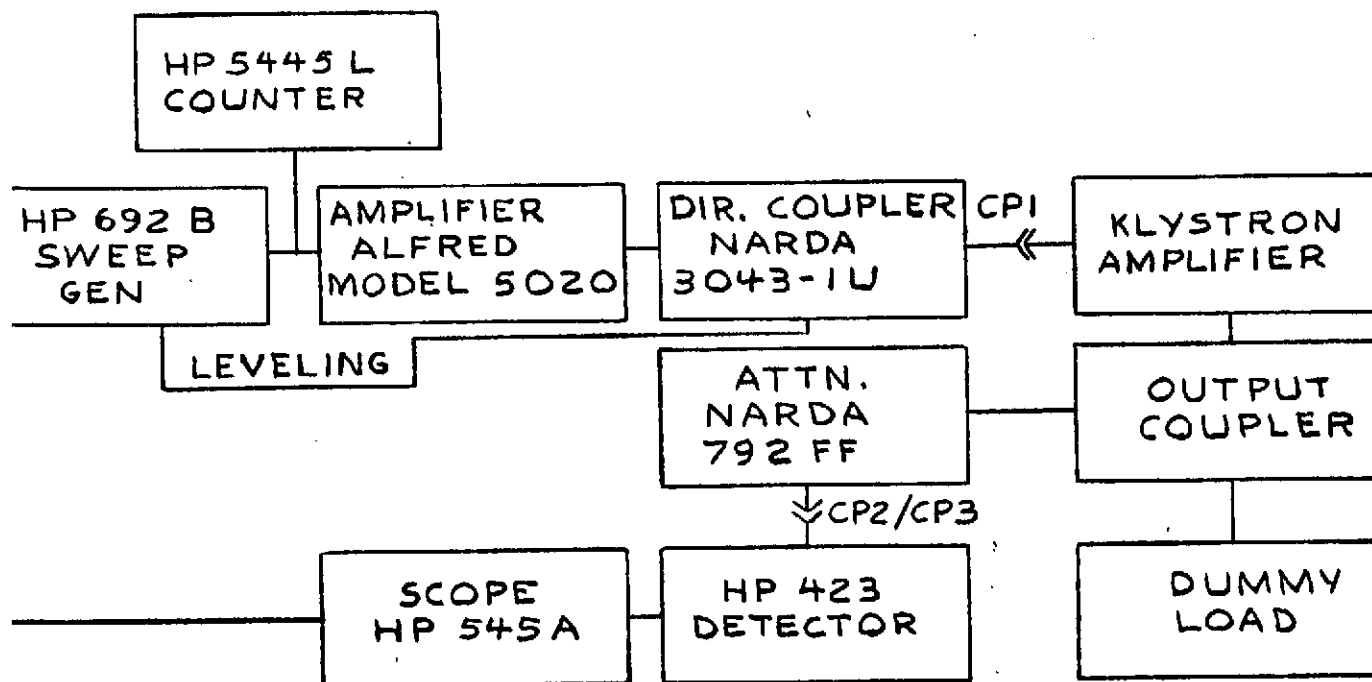 HP 5445 L
COUNTER
HP 692 B
SWEEP
GEN
AMPLIFIER
ALFRED
MODEL 5020
DIR. COUPLER
NARDA
3043-1U
CP1
KLYSTRON
AMPLIFIER
LEVELING
ATTN.
NARDA
792 FF
OUTPUT
COUPLER
CP2/CP3
SCOPE
HP 545A
HP 423
DETECTOR
DUMMY
LOAD